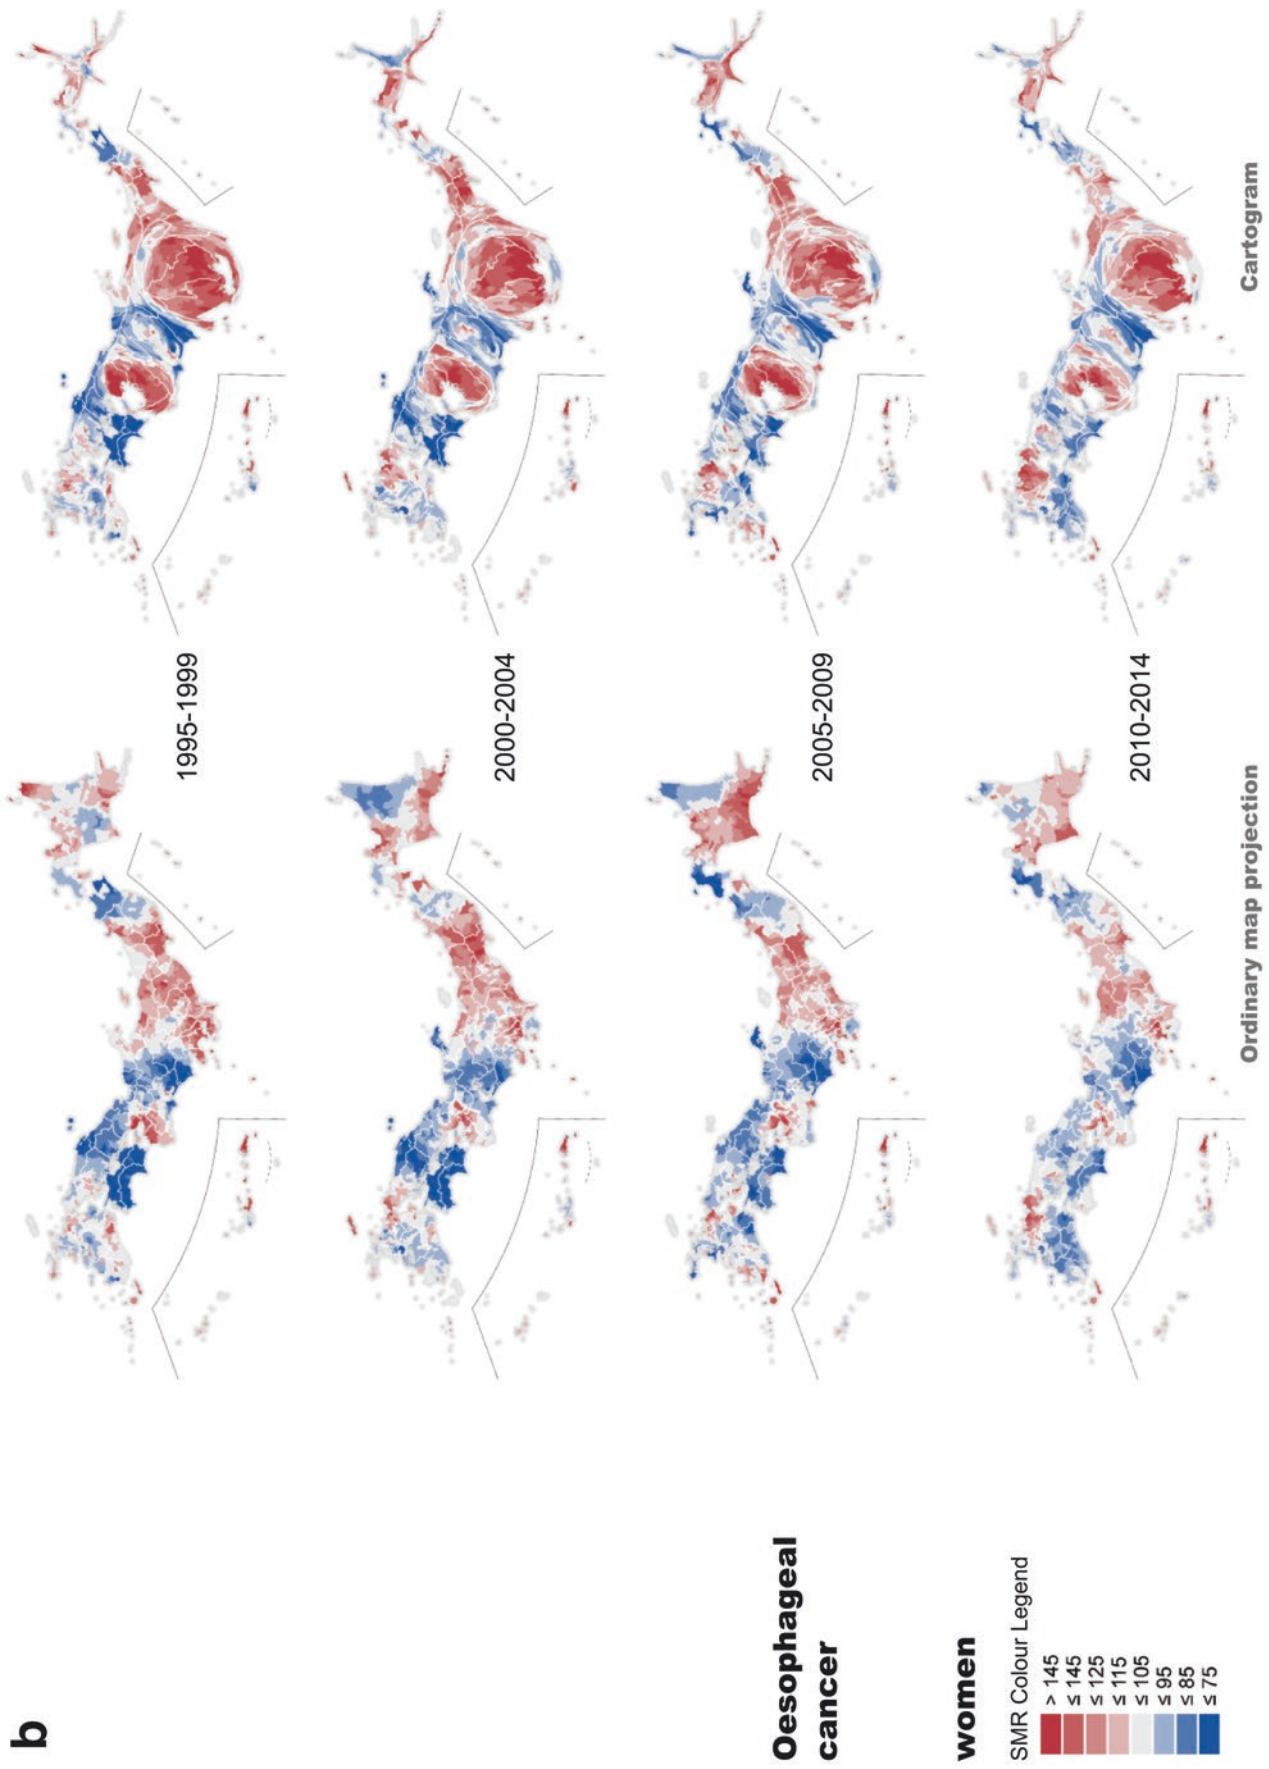 b
Oesophageal
cancer
women
SMR Colour Legend
> 145
≤ 145
≤ 125
≤ 115
≤ 105
≤ 95
≤ 85
≤ 75
1995-1999
2000-2004
2005-2009
2010-2014
Ordinary map projection
Cartogram